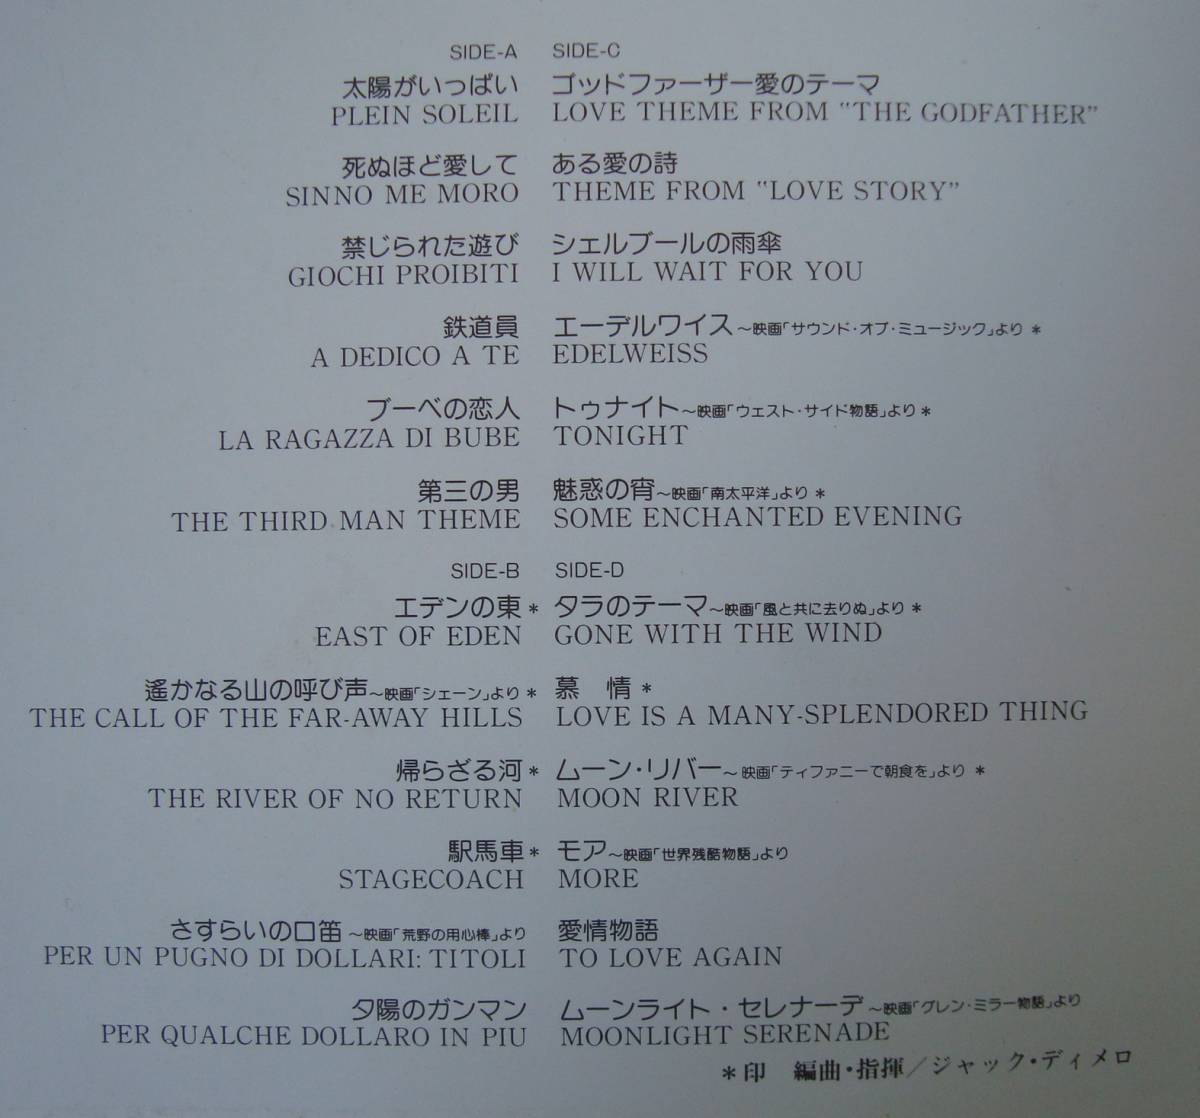 SIDE-A
太陽がいっぱい
PLEIN SOLEIL
死ぬほど愛して
SINNO ME MORO
禁じられた遊び
GIOCHI PROIBITI
鉄道員
A DEDICO A TE
ブーベの恋人
LA RAGAZZA DI BUBE
第三の男
THE THIRD MAN THEME
SIDE-B
エデンの東*
EAST OF EDEN
遙かなる山の呼び声~映画「シェーン」より*
THE CALL OF THE FAR-AWAY HILLS
帰らざる河*
THE RIVER OF NO RETURN
駅馬車*
STAGECOACH
さすらいの口笛~映画「荒野の用心棒」より
PER UN PUGNO DI DOLLARI: TITOLI
夕陽のガンマン
PER QUALCHE DOLLARO IN PIU
SIDE-C
ゴッドファーザー愛のテーマ
LOVE THEME FROM "THE GODFATHER"
ある愛の詩
THEME FROM "LOVE STORY"
シェルブールの雨傘
I WILL WAIT FOR YOU
エーデルワイス~映画「サウンド・オブ・ミュージック」より*
EDELWEISS
トゥナイト~映画「ウェスト・サイド物語」より*
TONIGHT
魅惑の宵~映画「南太平洋」より*
SOME ENCHANTED EVENING
SIDE-D
タラのテーマ~映画「風と共に去りぬ」より*
GONE WITH THE WIND
慕 情*
LOVE IS A MANY-SPLENDORED THING
ムーン・リバー~映画「ティファニーで朝食を」より*
MOON RIVER
モア~映画「世界残酷物語」より
MORE
愛情物語
TO LOVE AGAIN
ムーンライト・セレナーデ~映画「グレン・ミラー物語」より
MOONLIGHT SERENADE
*印 編曲・指揮/ジャック・ディメロ